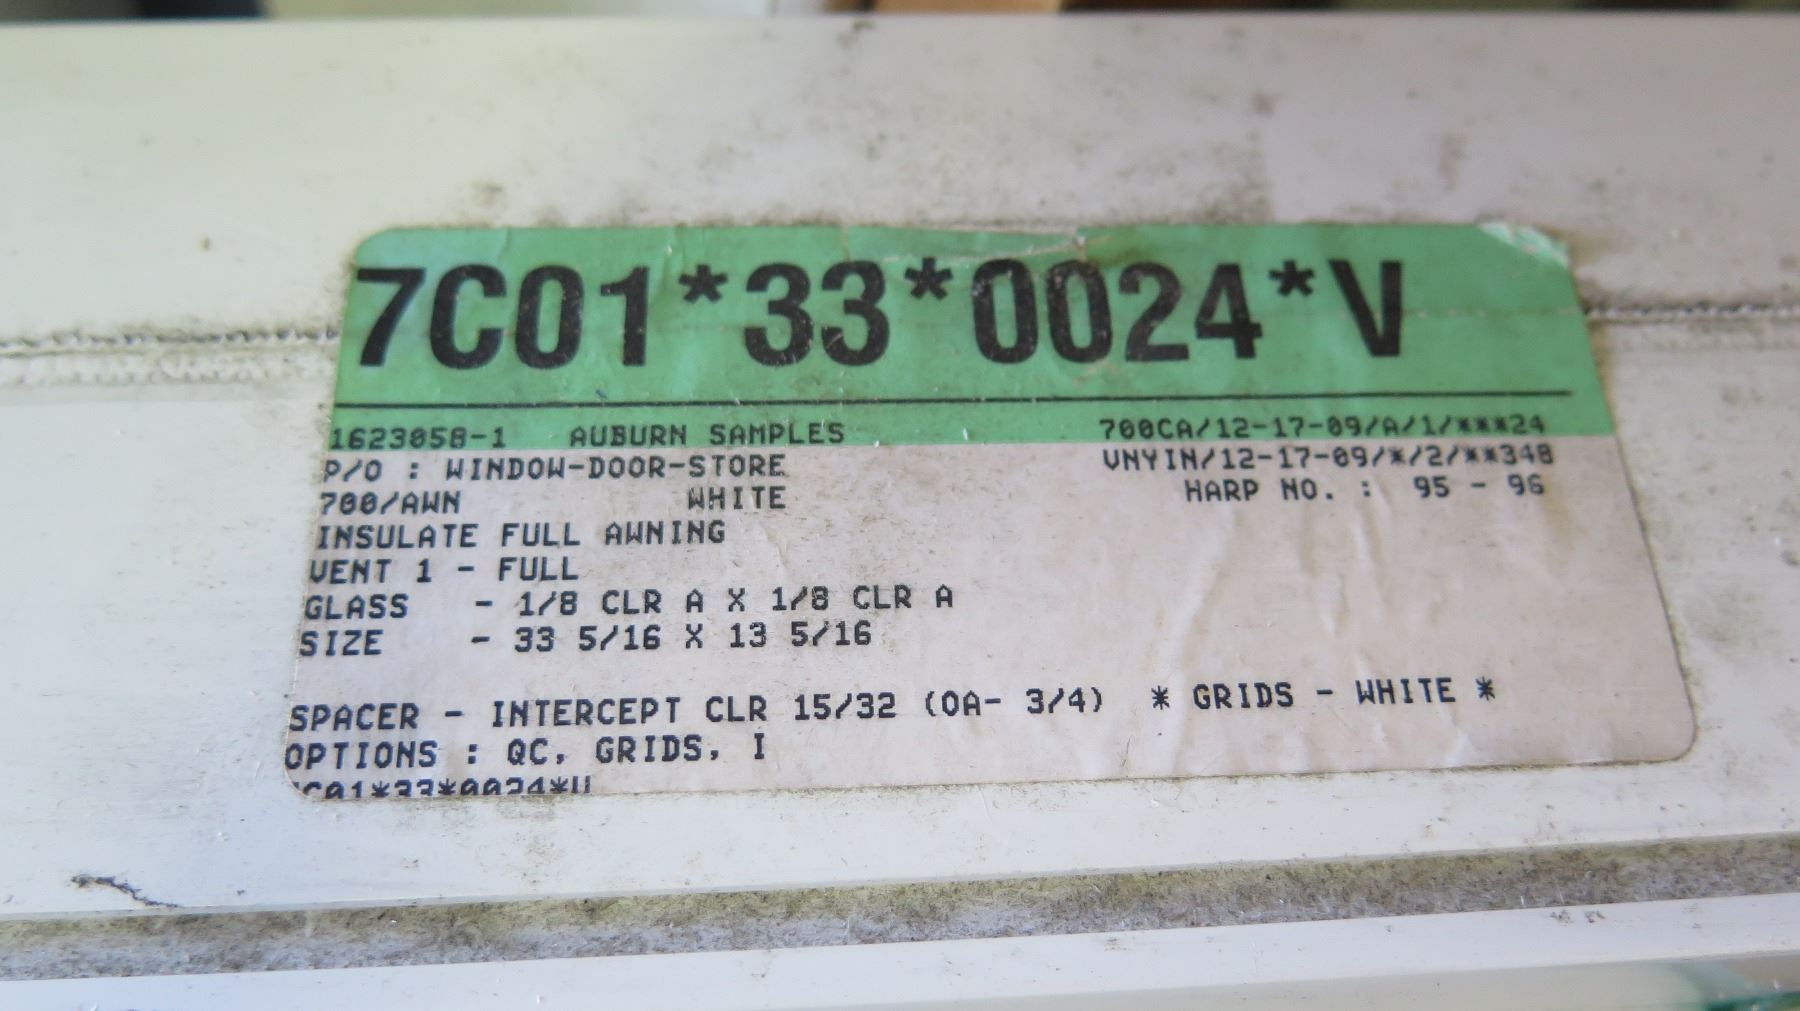 7C01*33*0024*V
1623058-1 AUBURN SAMPLES 700CA/12-17-09/A/1/***24
P/O : WINDOW-DOOR-STORE VNYIN/12-17-09/*/2/**348
700/AWN WHITE HARP NO. : 95 - 96
INSULATE FULL AWNING
VENT 1 - FULL
GLASS - 1/8 CLR A X 1/8 CLR A
SIZE - 33 5/16 X 13 5/16
SPACER - INTERCEPT CLR 15/32 (OA- 3/4) * GRIDS - WHITE *
OPTIONS : QC, GRIDS, I
7C01*33*0024*V